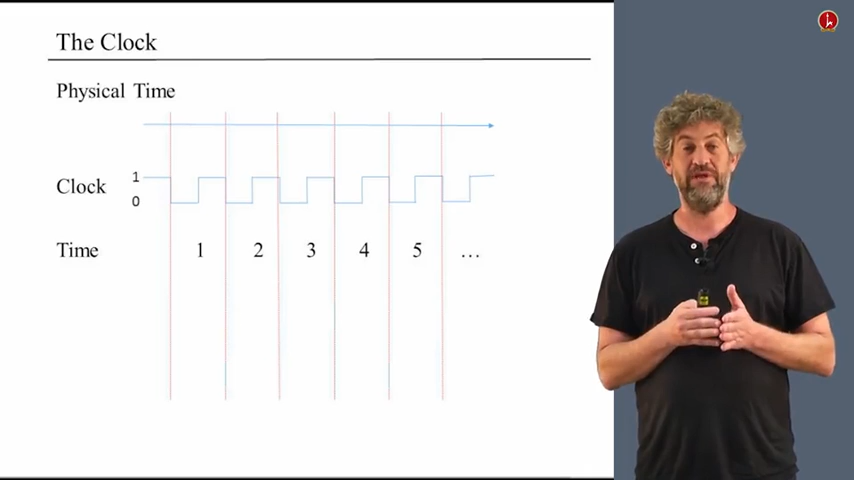 The Clock
Physical Time
Clock 1 0
Time 1 2 3 4 5 …